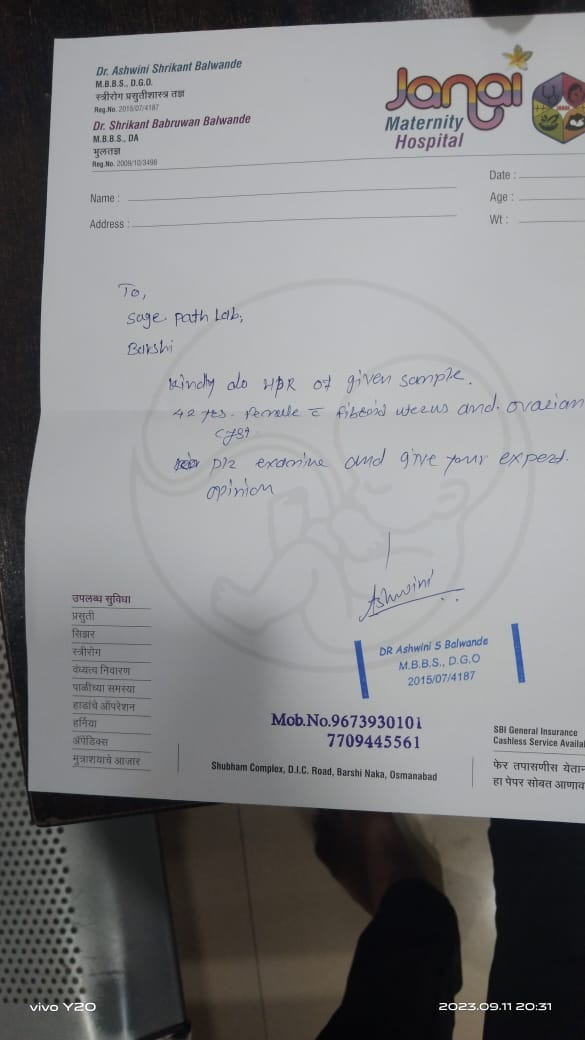 Dr. Ashwini Shrikant Balwande
M.B.B.S., D.G.O.
स्त्रीरोग प्रसुतीशास्त्र तज्ञ
Reg.No. 2015/07/4187
Dr. Shrikant Babruwan Balwande
M.B.B.S., DA
भुलतज्ञ
Reg.No. 2009/10/3498
Jangi
Maternity
Hospital
Date :
Name :
Age :
Address :
Wt :
To,
Sage Path Lab,
Barshi
Kindly do HPR of given sample.
42 yrs. Female c̄ fibroid uterus and ovarian
cyst.
Plz examine and give your expert
opinion
Ashwini
DR Ashwini S Balwande
M.B.B.S., D.G.O
2015/07/4187
उपलब्ध सुविधा
प्रसुती
सिझर
स्त्रीरोग
वंध्यत्व निवारण
पाळीच्या समस्या
हाडांचे ऑपरेशन
हर्निया
अ‍ॅपेंडिक्स
मुत्राशयाचे आजार
Mob.No.9673930101
7709445561
Shubham Complex, D.I.C. Road, Barshi Naka, Osmanabad
SBI General Insurance
Cashless Service Availa
फेर तपासणीस येतान
हा पेपर सोबत आणाव
vivo Y20
2023.09.11 20:31